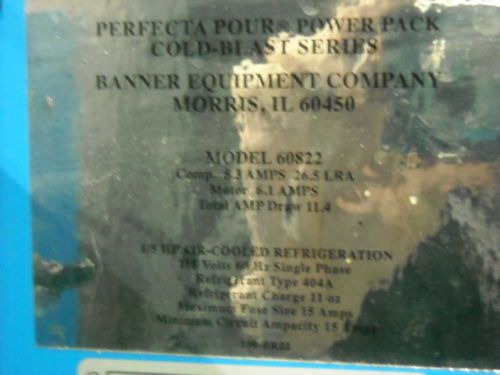 PERFECTA POUR® POWER PACK
COLD-BLAST SERIES
BANNER EQUIPMENT COMPANY
MORRIS, IL 60450
MODEL 60822
Comp. 5.3 AMPS 26.5 LRA
Motor 6.1 AMPS
Total AMP Draw 11.4
HP AIR-COOLED REFRIGERATION
115 Volts 60 Hz Single Phase
Refrigerant Type 404A
Refrigerant Charge 11 oz
Maximum Fuse Size 15 Amps
Minimum Circuit Ampacity 15 Amps